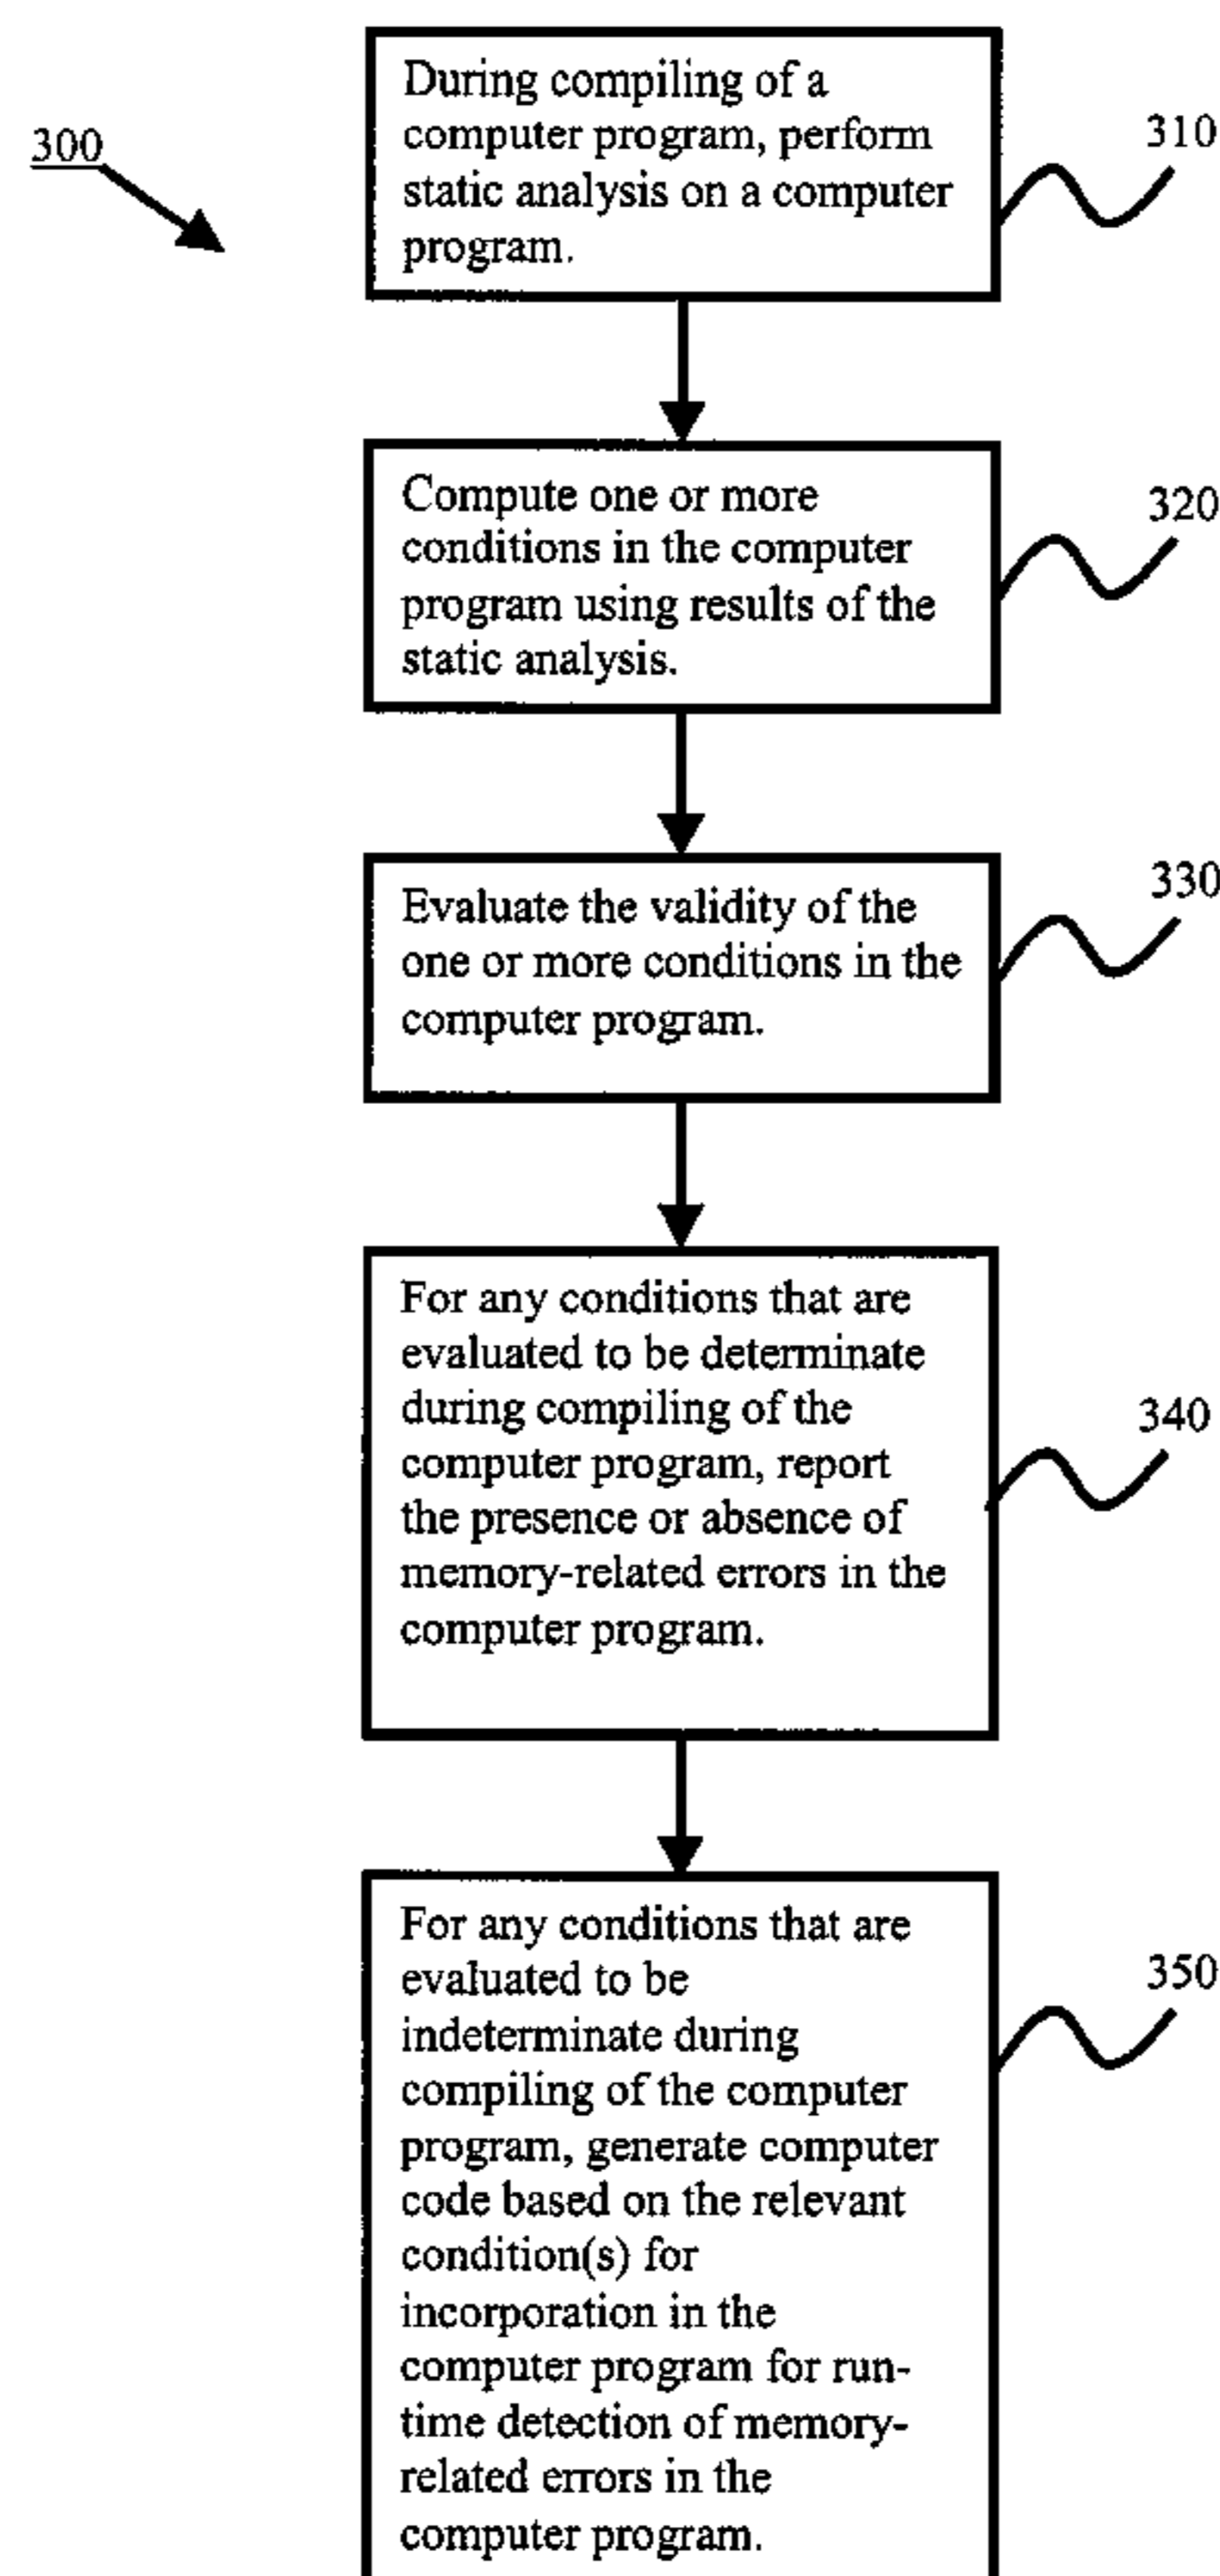 During compiling of a
computer program, perform
static analysis on a computer
program.
300
310
Compute one or more
conditions in the computer
program using results of the
static analysis.
320
Evaluate the validity of the
one or more conditions in the
computer program.
330
For any conditions that are
evaluated to be determinate
during compiling of the
computer program, report
the presence or absence of
memory-related errors in the
computer program.
340
For any conditions that are
evaluated to be
indeterminate during
compiling of the computer
program, generate computer
code based on the relevant
condition(s) for
incorporation in the
computer program for run-
time detection of memory-
related errors in the
computer program.
350